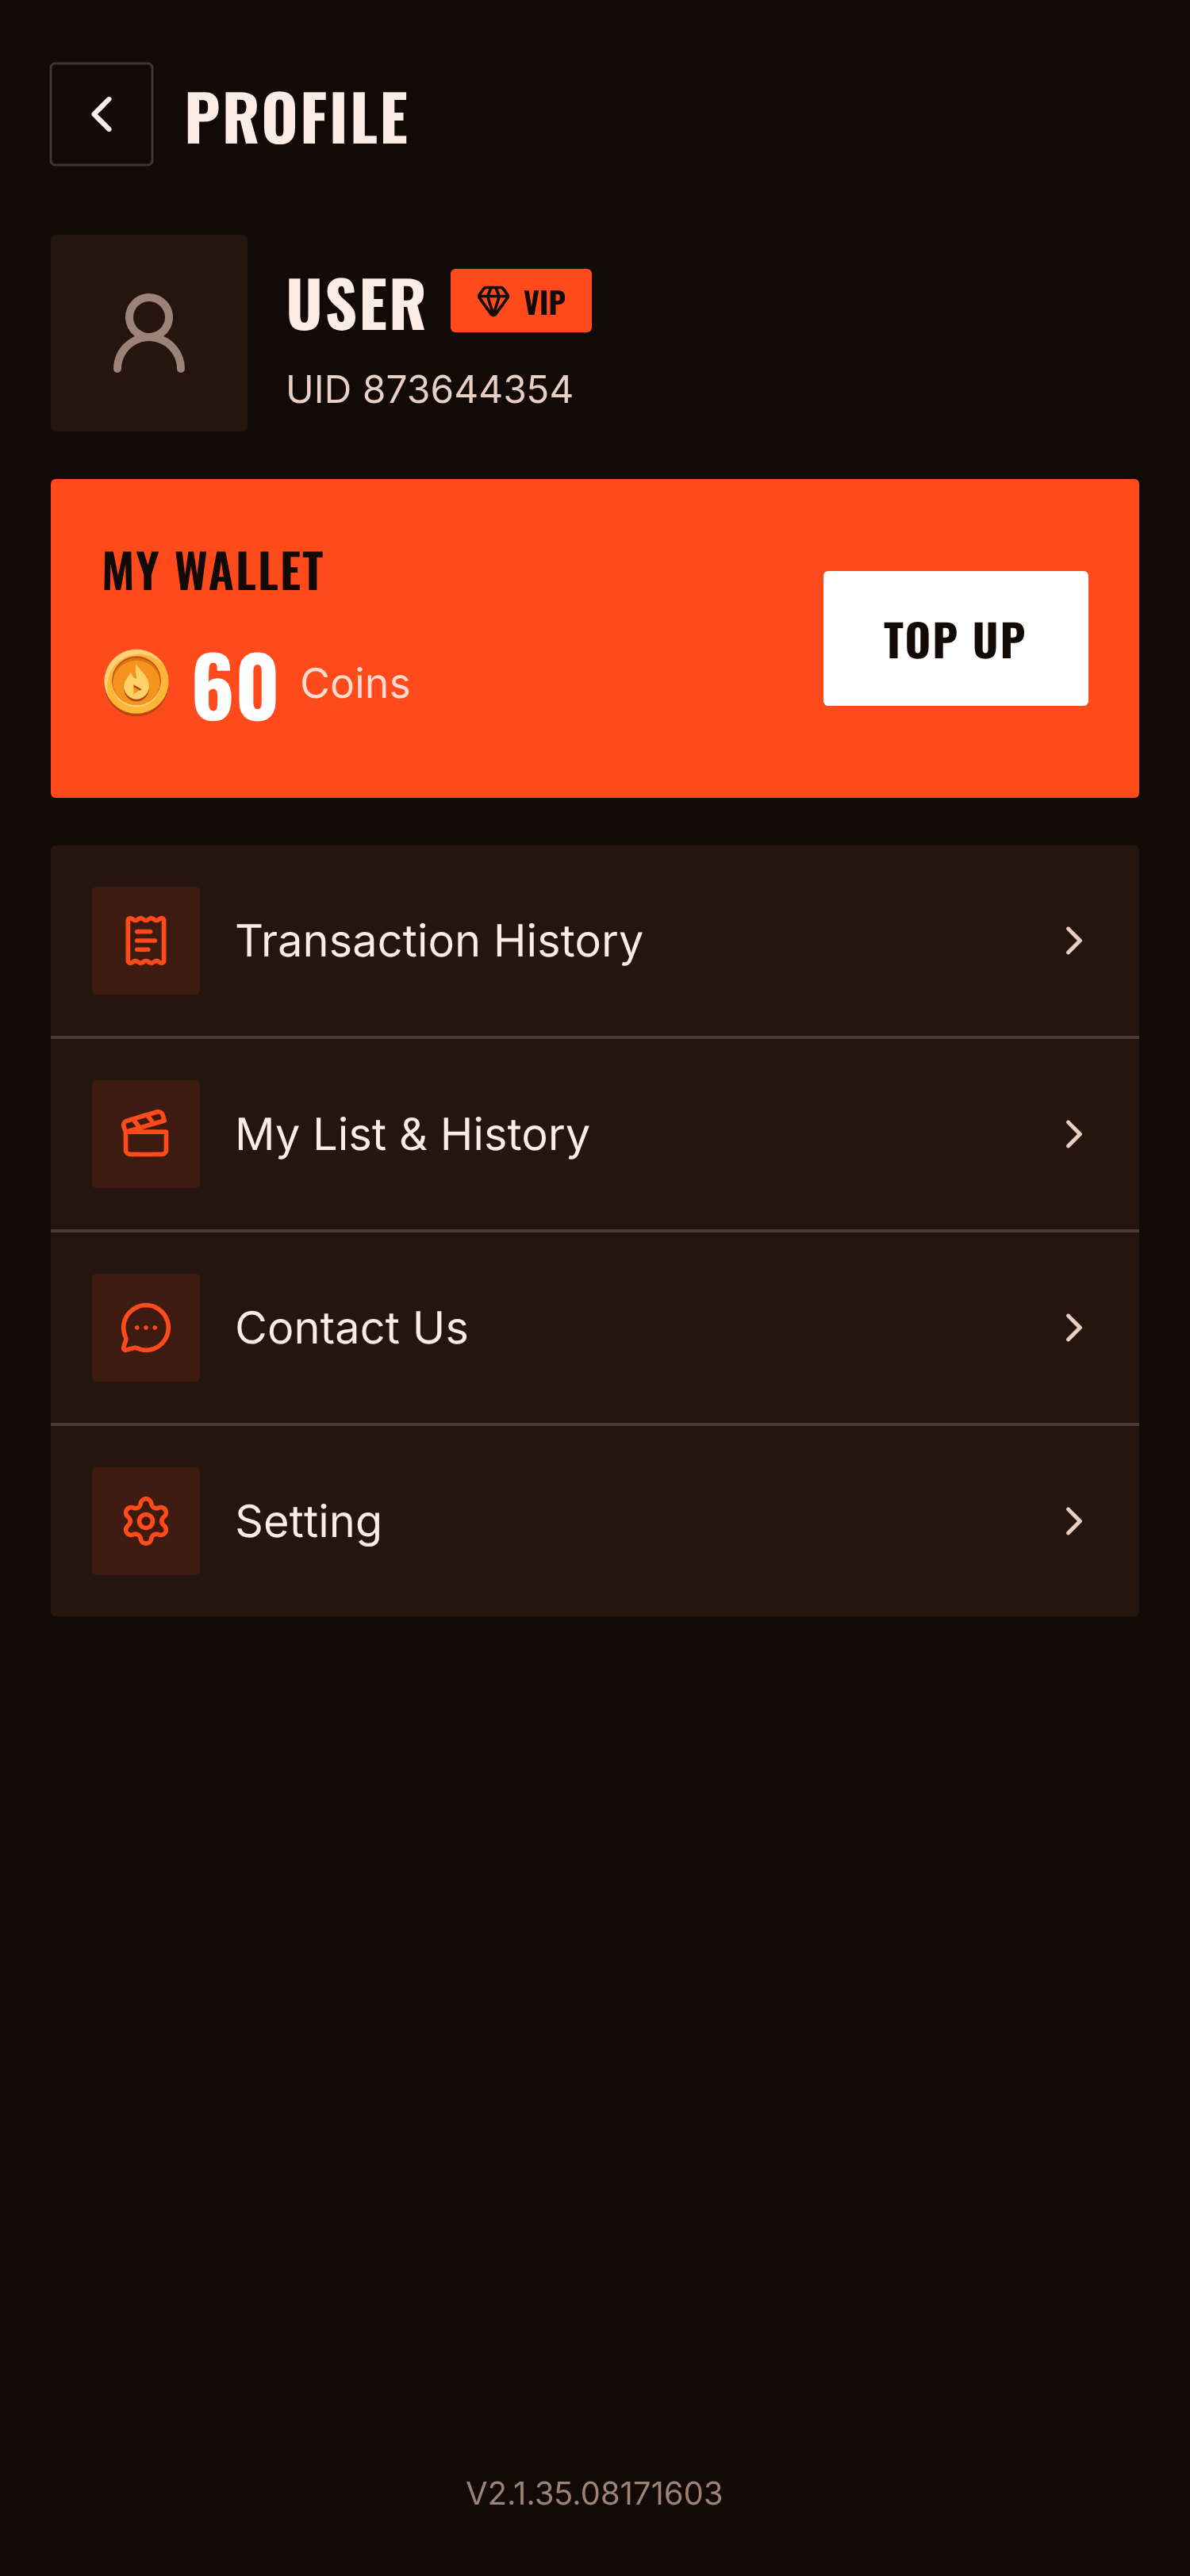 PROFILE
USER
VIP
UID 873644354
MY WALLET
60 Coins
TOP UP
Transaction History
My List & History
Contact Us
Setting
V2.1.35.08171603